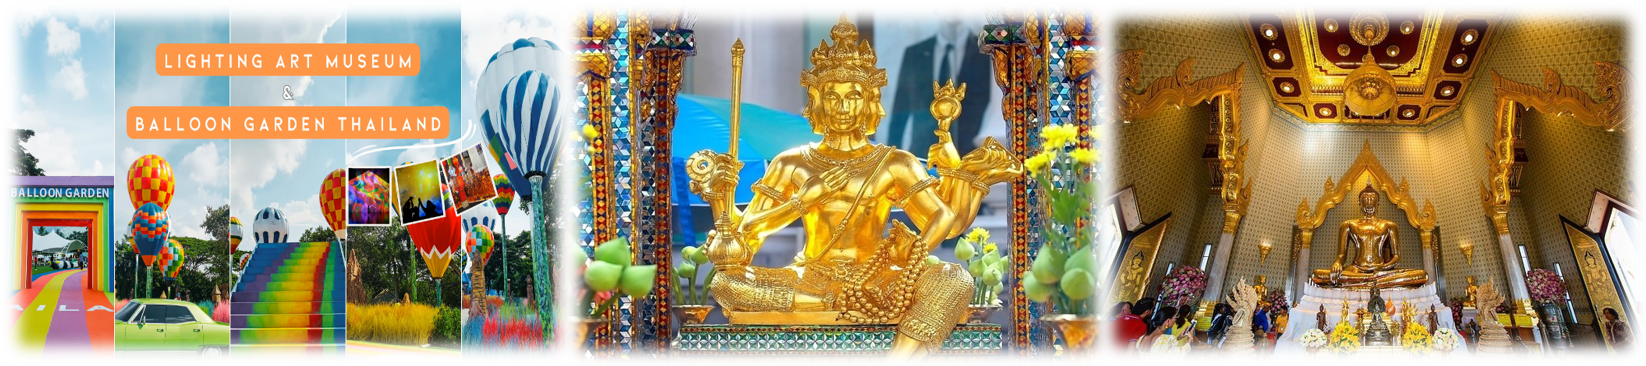 LIGHTING ART MUSEUM
&
BALLOON GARDEN THAILAND
BALLOON GARDEN